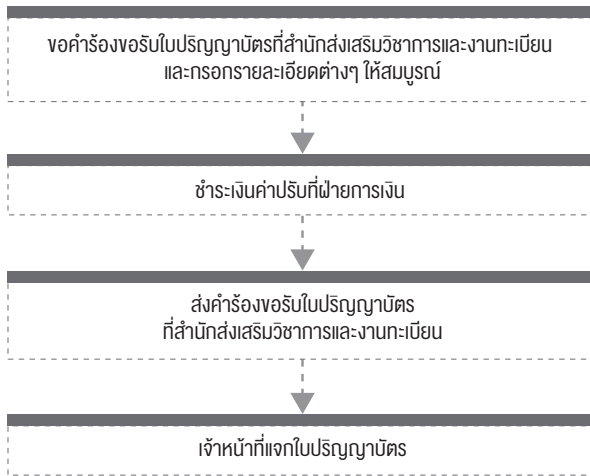 ขอคำร้องขอรับใบปริญญาบัตรที่สำนักส่งเสริมวิชาการและงานทะเบียน
และกรอกรายละเอียดต่างๆ ให้สมบูรณ์
ชำระเงินค่าปรับที่ฝ่ายการเงิน
ส่งคำร้องขอรับใบปริญญาบัตร
ที่สำนักส่งเสริมวิชาการและงานทะเบียน
เจ้าหน้าที่แจกใบปริญญาบัตร